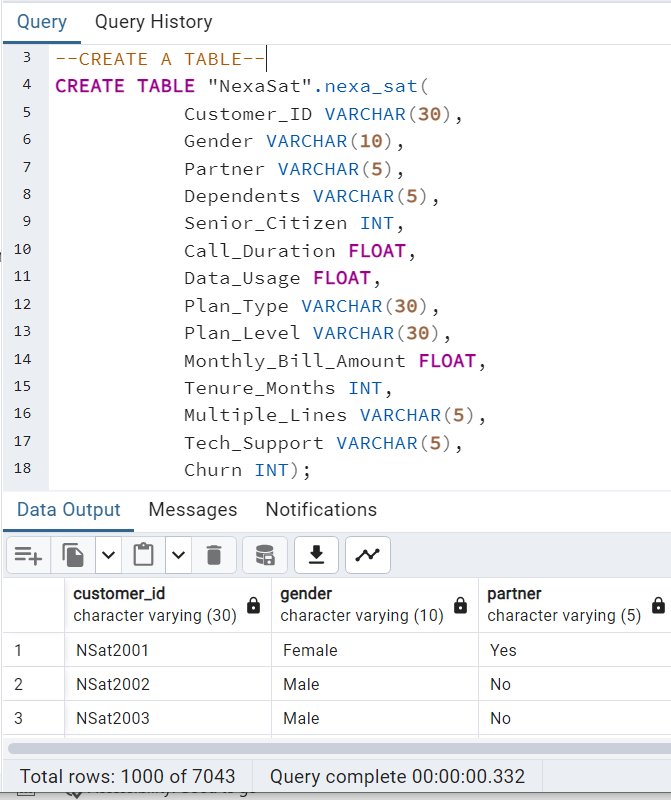 Query Query History
3 --CREATE A TABLE--
4 CREATE TABLE "NexaSat".nexa_sat(
5 Customer_ID VARCHAR(30),
6 Gender VARCHAR(10),
7 Partner VARCHAR(5),
8 Dependents VARCHAR(5),
9 Senior_Citizen INT,
10 Call_Duration FLOAT,
11 Data_Usage FLOAT,
12 Plan_Type VARCHAR(30),
13 Plan_Level VARCHAR(30),
14 Monthly_Bill_Amount FLOAT,
15 Tenure_Months INT,
16 Multiple_Lines VARCHAR(5),
17 Tech_Support VARCHAR(5),
18 Churn INT);
Data Output Messages Notifications
customer_id gender partner
character varying (30) character varying (10) character varying (5)
1 NSat2001 Female Yes
2 NSat2002 Male No
3 NSat2003 Male No
Total rows: 1000 of 7043 Query complete 00:00:00.332